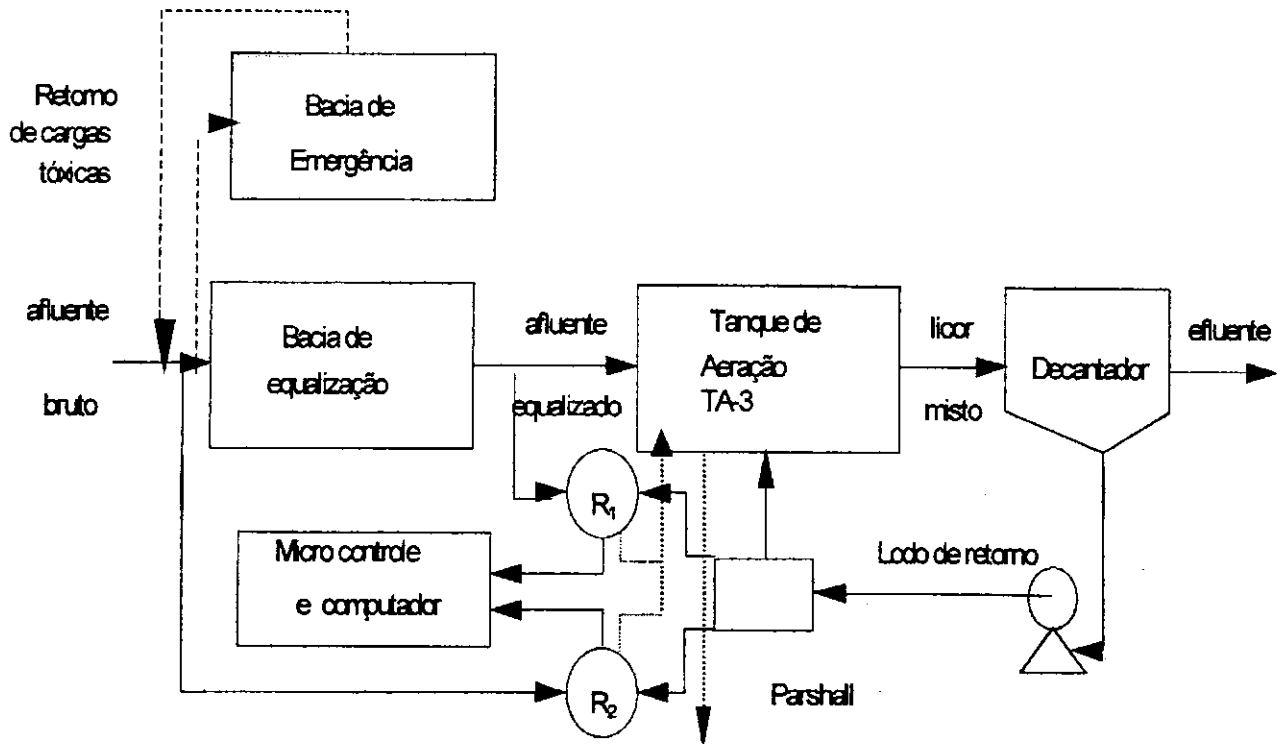 Retorno
de cargas
tóxicas
Bacia de
Emergência
afluente
bruto
Bacia de
equalização
afluente
equalizado
Tanque de
Aeração
TA-3
licor
misto
Decantador
efluente
R1
Micro controle
e computador
R2
Lodo de retorno
Parshall